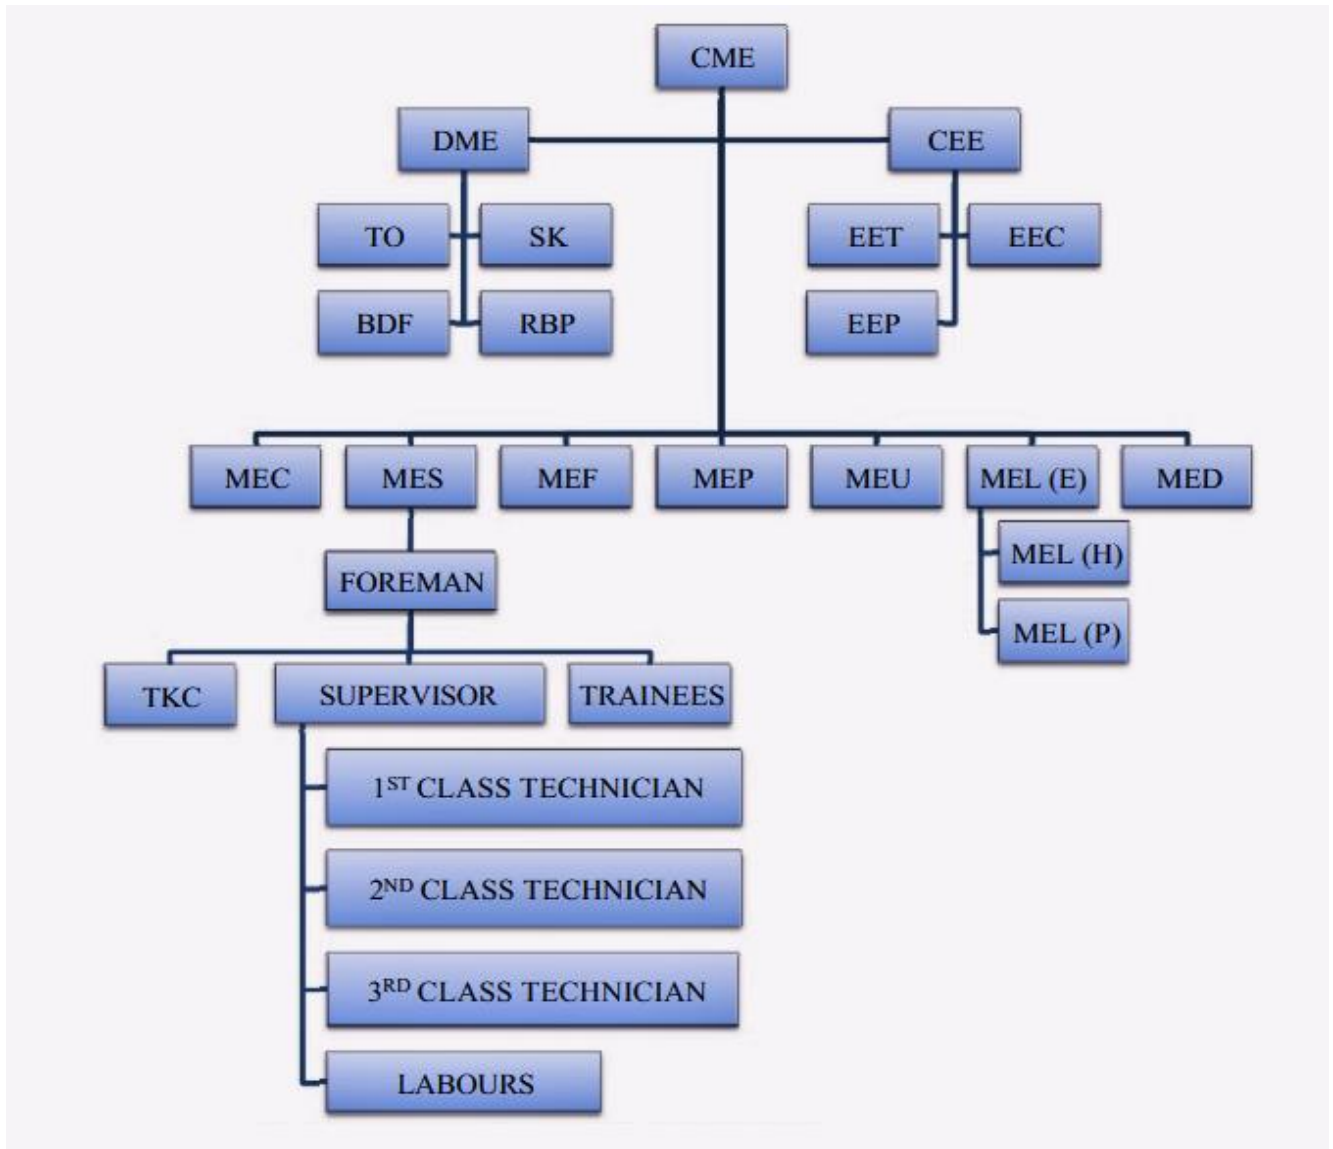 CME
DME
CEE
TO
SK
EET
EEC
BDF
RBP
EEP
MEC
MES
MEF
MEP
MEU
MEL (E)
MED
MEL (H)
FOREMAN
MEL (P)
TKC
SUPERVISOR
TRAINEES
1ST CLASS TECHNICIAN
2ND CLASS TECHNICIAN
3RD CLASS TECHNICIAN
LABOURS